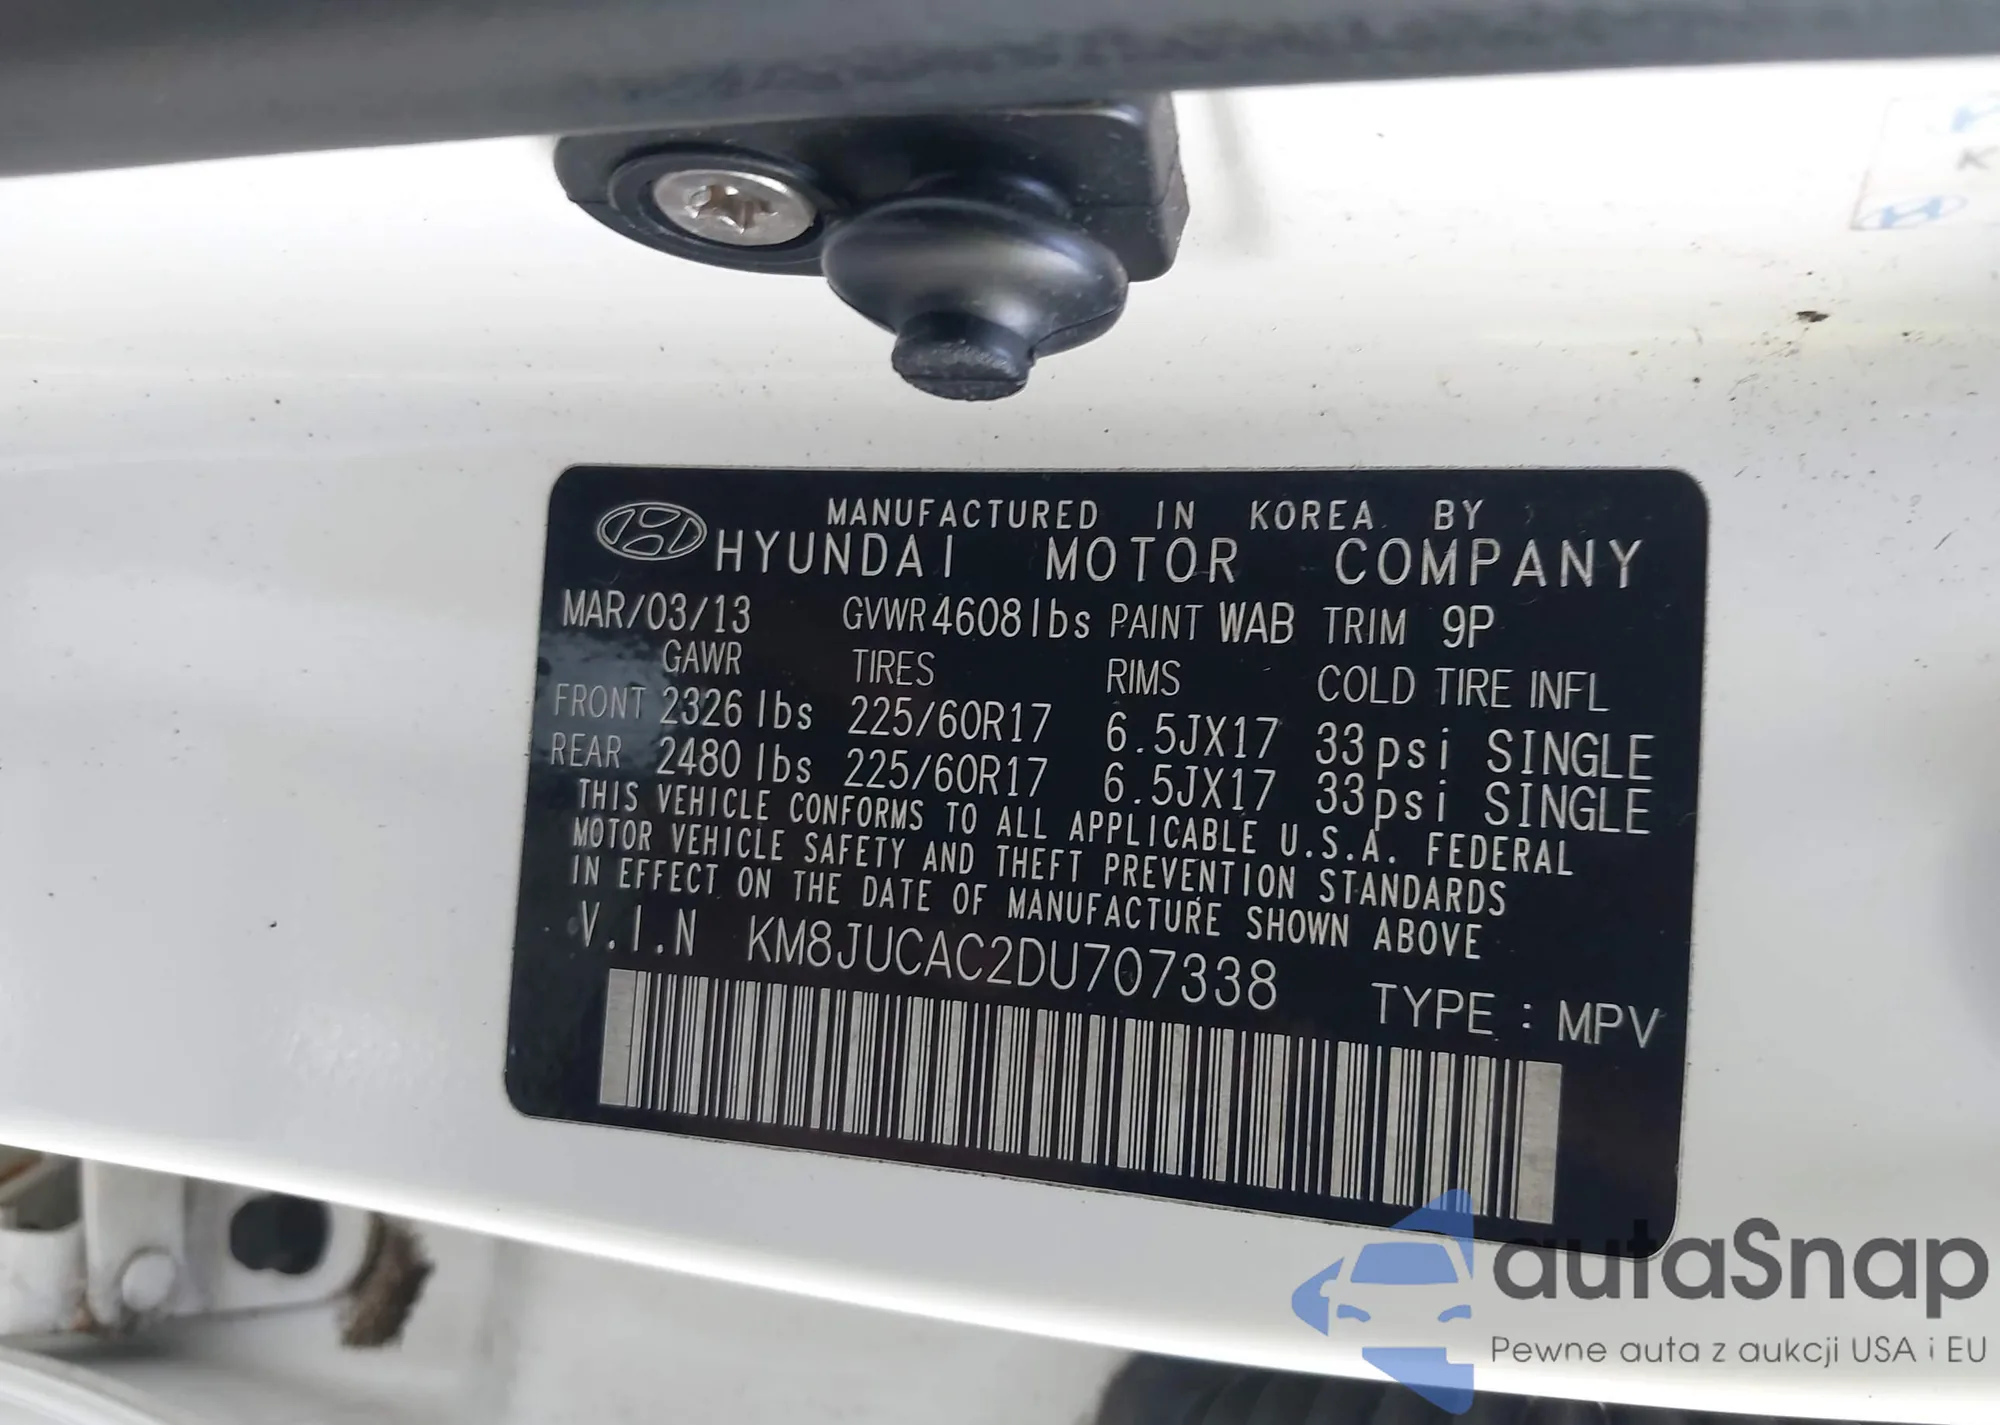 MANUFACTURED IN KOREA BY
HYUNDAI MOTOR COMPANY
MAR/03/13 GVWR 4608lbs PAINT WAB TRIM 9P
GAWR TIRES RIMS COLD TIRE INFL
FRONT 2326 lbs 225/60R17 6.5JX17 33psi SINGLE
REAR 2480 lbs 225/60R17 6.5JX17 33psi SINGLE
THIS VEHICLE CONFORMS TO ALL APPLICABLE U.S.A. FEDERAL
MOTOR VEHICLE SAFETY AND THEFT PREVENTION STANDARDS
IN EFFECT ON THE DATE OF MANUFACTURE SHOWN ABOVE
V.I.N KM8JUCAC2DU707338
TYPE : MPV
autaSnap
Pewne auta z aukcji USA i EU